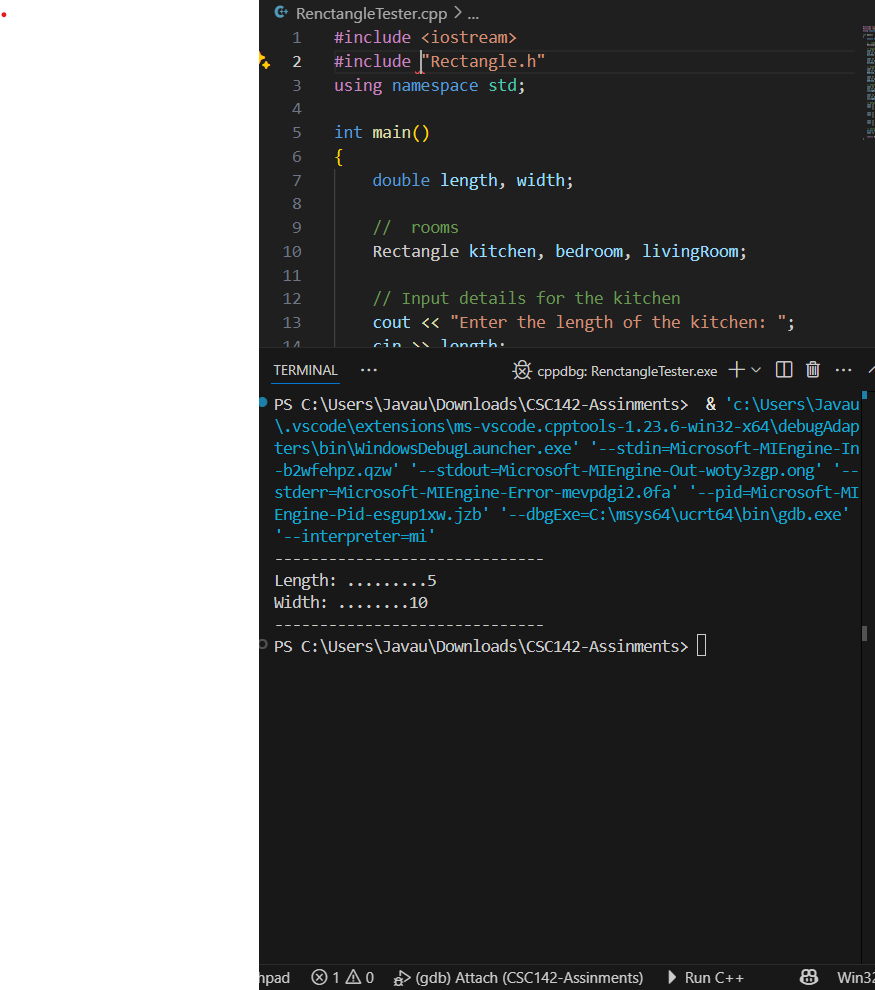 RenctangleTester.cpp > ...
1 #include <iostream>
2 #include "Rectangle.h"
3 using namespace std;
4
5 int main()
6 {
7 double length, width;
8
9 //  rooms
10 Rectangle kitchen, bedroom, livingRoom;
11
12 // Input details for the kitchen
13 cout << "Enter the length of the kitchen: ";
14 cin >> length;
TERMINAL ... cppdbg: RenctangleTester.exe
PS C:\Users\Javau\Downloads\CSC142-Assinments>  & 'c:\Users\Javau
\.vscode\extensions\ms-vscode.cpptools-1.23.6-win32-x64\debugAdap
ters\bin\WindowsDebugLauncher.exe' '--stdin=Microsoft-MIEngine-In
-b2wfehpz.qzw' '--stdout=Microsoft-MIEngine-Out-woty3zgp.ong' '--
stderr=Microsoft-MIEngine-Error-mevpdgi2.0fa' '--pid=Microsoft-MI
Engine-Pid-esgup1xw.jzb' '--dbgExe=C:\msys64\ucrt64\bin\gdb.exe'
'--interpreter=mi'
------------------------------
Length: .........5
Width: ........10
------------------------------
PS C:\Users\Javau\Downloads\CSC142-Assinments>
hpad 1 0 (gdb) Attach (CSC142-Assinments) Run C++ Win32